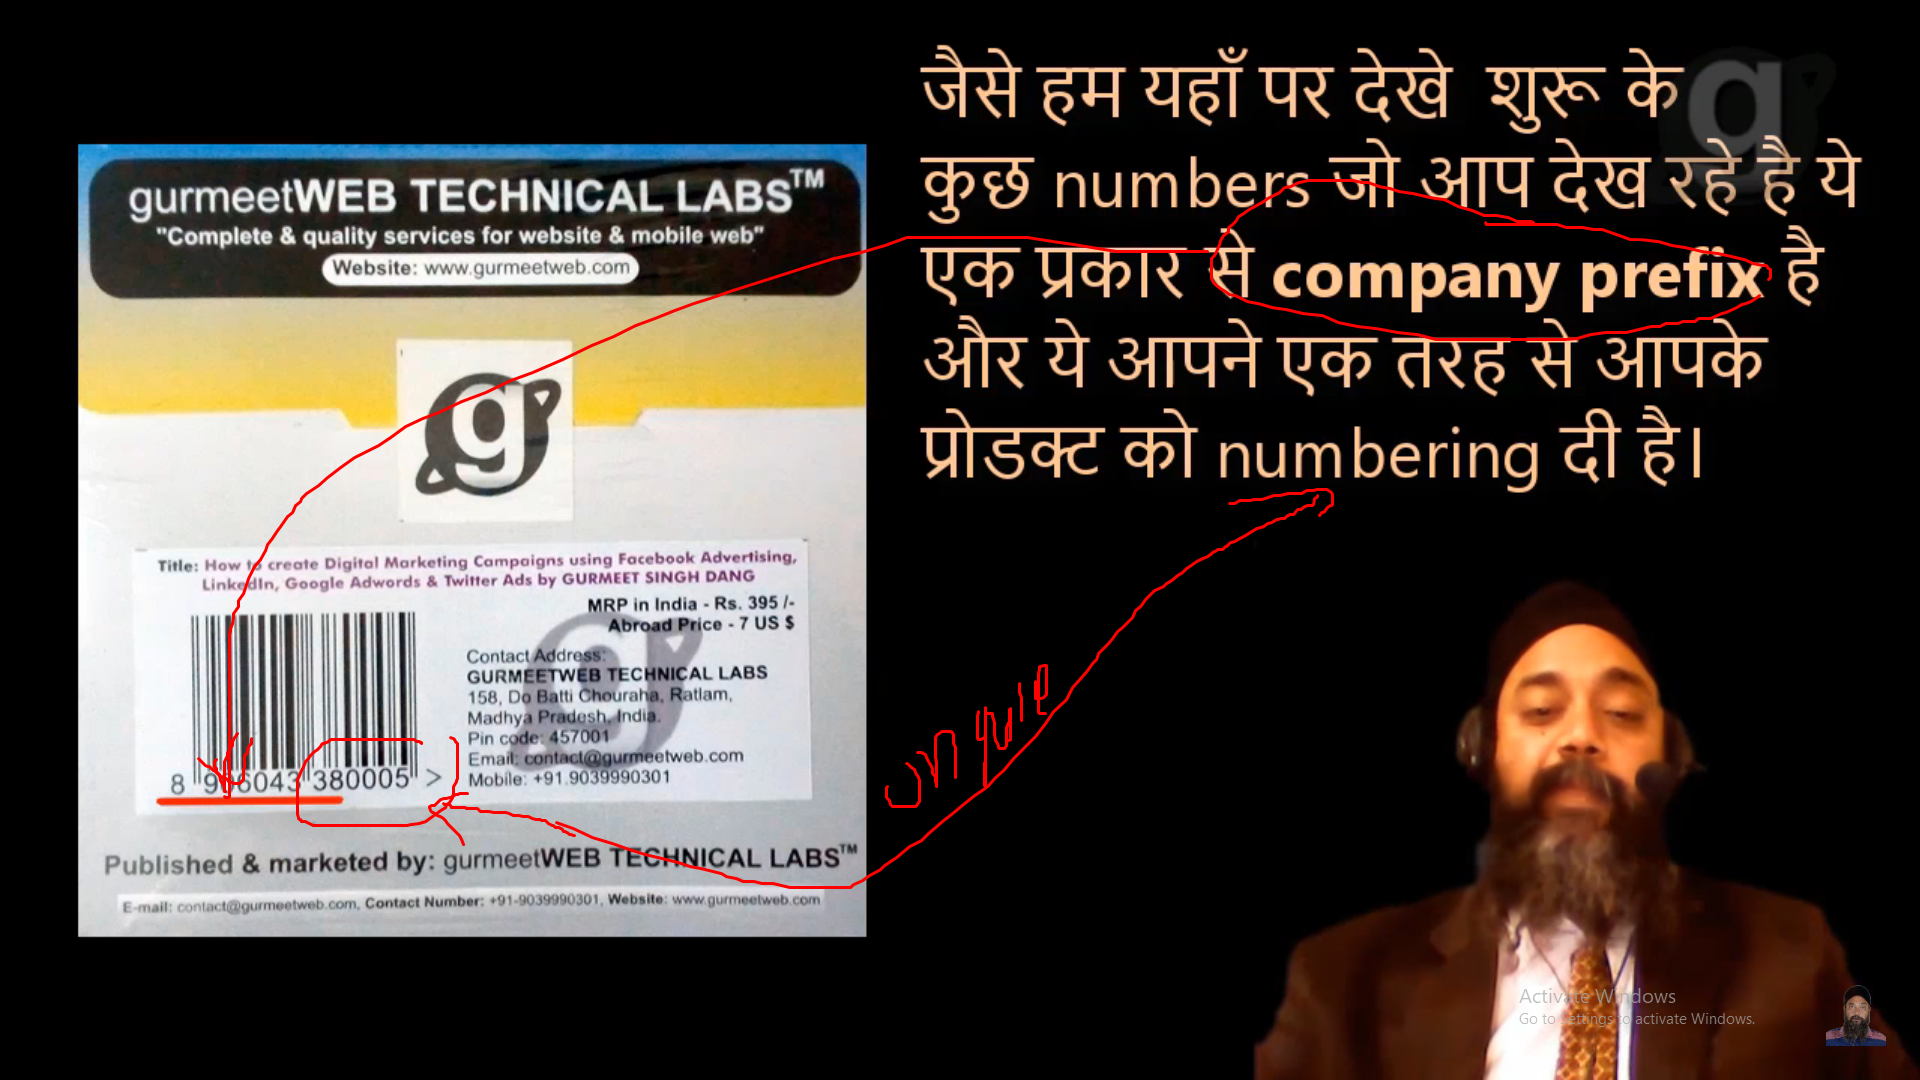 gurmeetWEB TECHNICAL LABS™
"Complete & quality services for website & mobile web"
Website: www.gurmeetweb.com
g
Title: How to create Digital Marketing Campaigns using Facebook Advertising,
LinkedIn, Google Adwords & Twitter Ads by GURMEET SINGH DANG
MRP in India - Rs. 395 /-
Abroad Price - 7 US $
Contact Address:
GURMEETWEB TECHNICAL LABS
158, Do Batti Chouraha, Ratlam,
Madhya Pradesh, India.
Pin code: 457001
Email: contact@gurmeetweb.com
Mobile: +91.9039990301
380005 >
Published & marketed by: gurmeetWEB TECHNICAL LABS™
E-mail: contact@gurmeetweb.com, Contact Number: +91-9039990301, Website: www.gurmeetweb.com
जैसे हम यहाँ पर देखे शुरू के
कुछ numbers जो आप देख रहे है ये
एक प्रकार से company prefix है
और ये आपने एक तरह से आपके
प्रोडक्ट को numbering दी है।
g
unique
Activate Windows
Go to Settings to activate Windows.